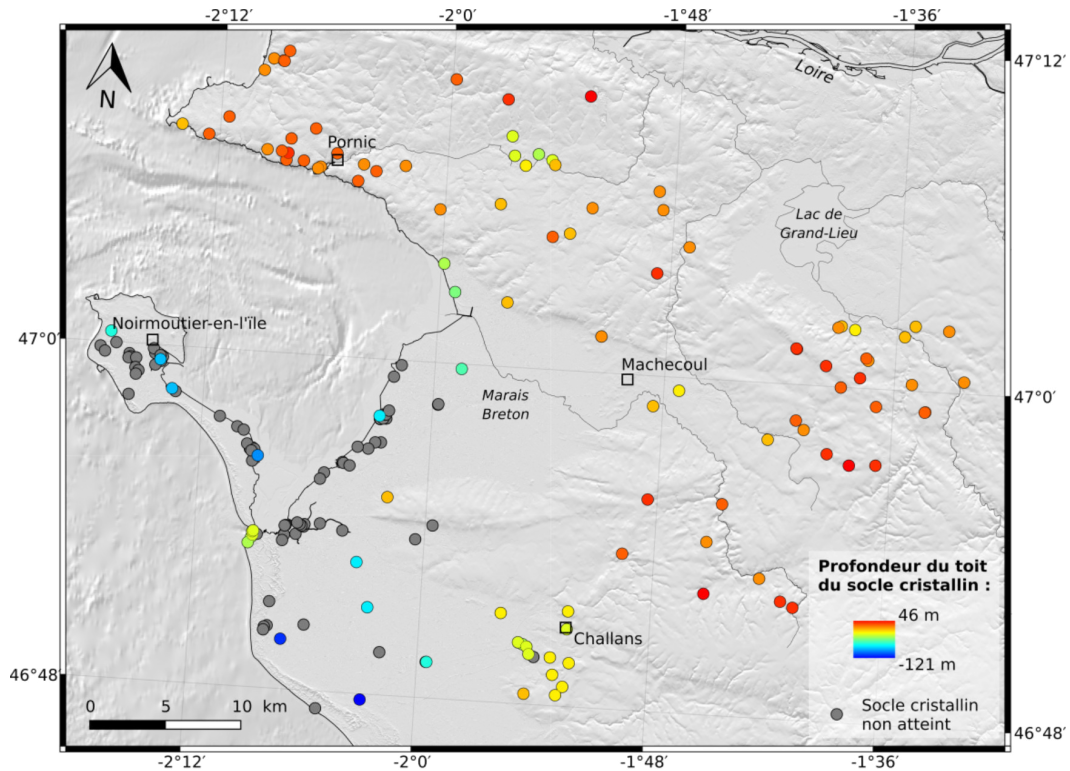 -2°12′ -2°0′ -1°48′ -1°36′
47°12′
Loire
N
Pornic
Lac de
Grand-Lieu
Noirmoutier-en-l'île
47°0′
Machecoul
Marais
Breton
47°0′
Profondeur du toit
du socle cristallin :
46 m
-121 m
Challans
46°48′
0 5 10 km
Socle cristallin
non atteint
46°48′
-2°12′ -2°0′ -1°48′ -1°36′